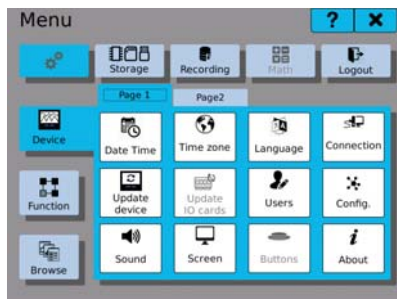 Menu
?
X
Storage
Recording
Math
Logout
Page 1
Page2
Device
Date Time
Time zone
Language
Connection
Function
Update
device
Update
IO cards
Users
Config.
Browse
Sound
Screen
Buttons
i
About